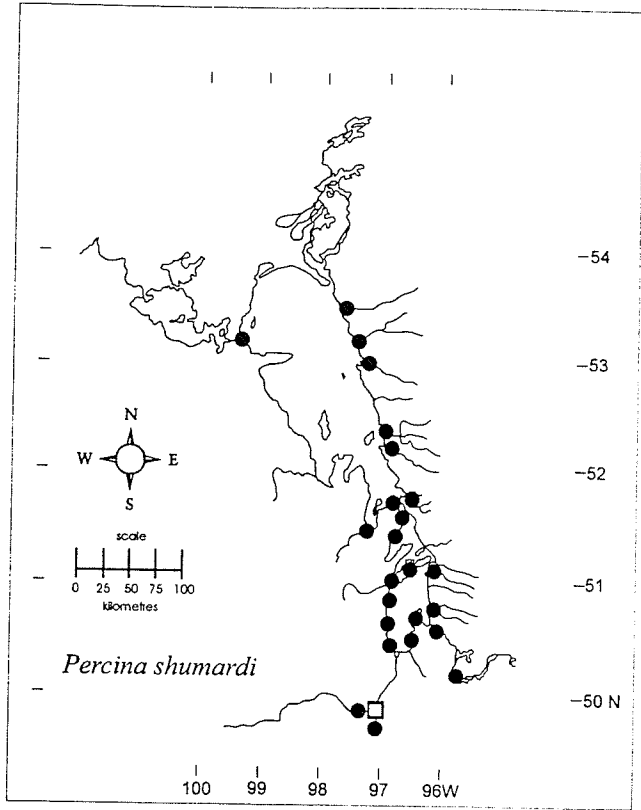 −54
−53
N
W E
S
−52
scale
0 25 50 75 100
kilometres
−51
Percina shumardi
−50 N
100 99 98 97 96W